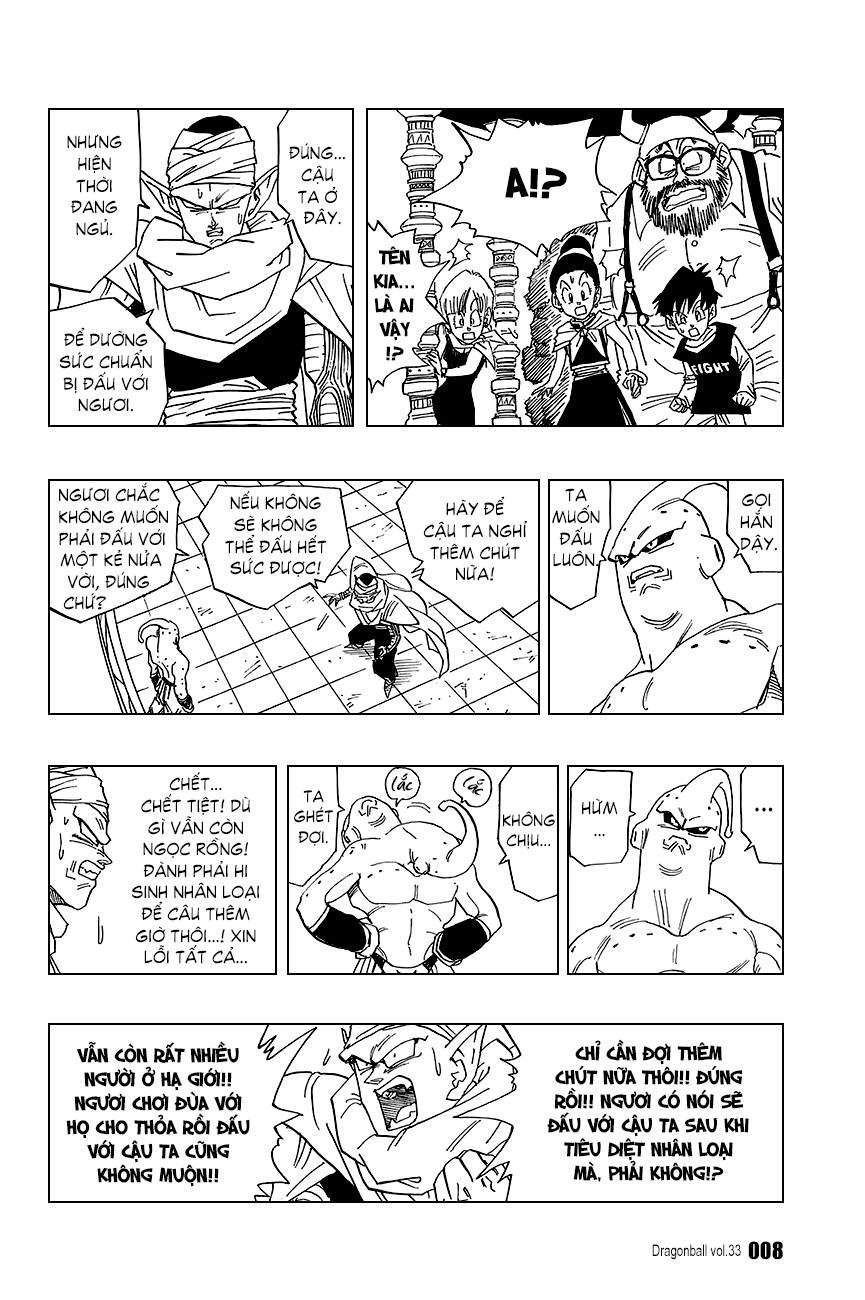 A!?
TÊN
KIA...
LÀ AI
VẬY
!?
FIGHT
ĐÚNG...
CẬU
TA Ở
ĐÂY.
NHƯNG
HIỆN
THỜI
ĐANG
NGỦ.
ĐỂ DƯỠNG
SỨC CHUẨN
BỊ ĐẤU VỚI
NGƯƠI.
GỌI
HẮN
DẬY.
TA
MUỐN
ĐẤU
LUÔN.
HÃY ĐỂ
CẬU TA NGHỈ
THÊM CHÚT
NỮA!
NẾU KHÔNG
SẼ KHÔNG
THỂ ĐẤU HẾT
SỨC ĐƯỢC!
NGƯƠI CHẮC
KHÔNG MUỐN
PHẢI ĐẤU VỚI
MỘT KẺ NỬA
VỜI, ĐÚNG
CHỨ?
...
HỪM
...
KHÔNG
CHỊU...
Lắc
Lắc
TA
GHÉT
ĐỢI.
CHẾT...
CHẾT TIỆT! DÙ
GÌ VẪN CÒN
NGỌC RỒNG!
ĐÀNH PHẢI HI
SINH NHÂN LOẠI
ĐỂ CÂU THÊM
GIỜ THÔI...! XIN
LỖI TẤT CẢ...
CHỈ CẦN ĐỢI THÊM
CHÚT NỮA THÔI!! ĐÚNG
RỒI!! NGƯƠI CÓ NÓI SẼ
ĐẤU VỚI CẬU TA SAU KHI
TIÊU DIỆT NHÂN LOẠI
MÀ, PHẢI KHÔNG!?
VẪN CÒN RẤT NHIỀU
NGƯỜI Ở HẠ GIỚI!!
NGƯƠI CHƠI ĐÙA VỚI
HỌ CHO THỎA RỒI ĐẤU
VỚI CẬU TA CŨNG
KHÔNG MUỘN!!
Dragonball vol.33 008